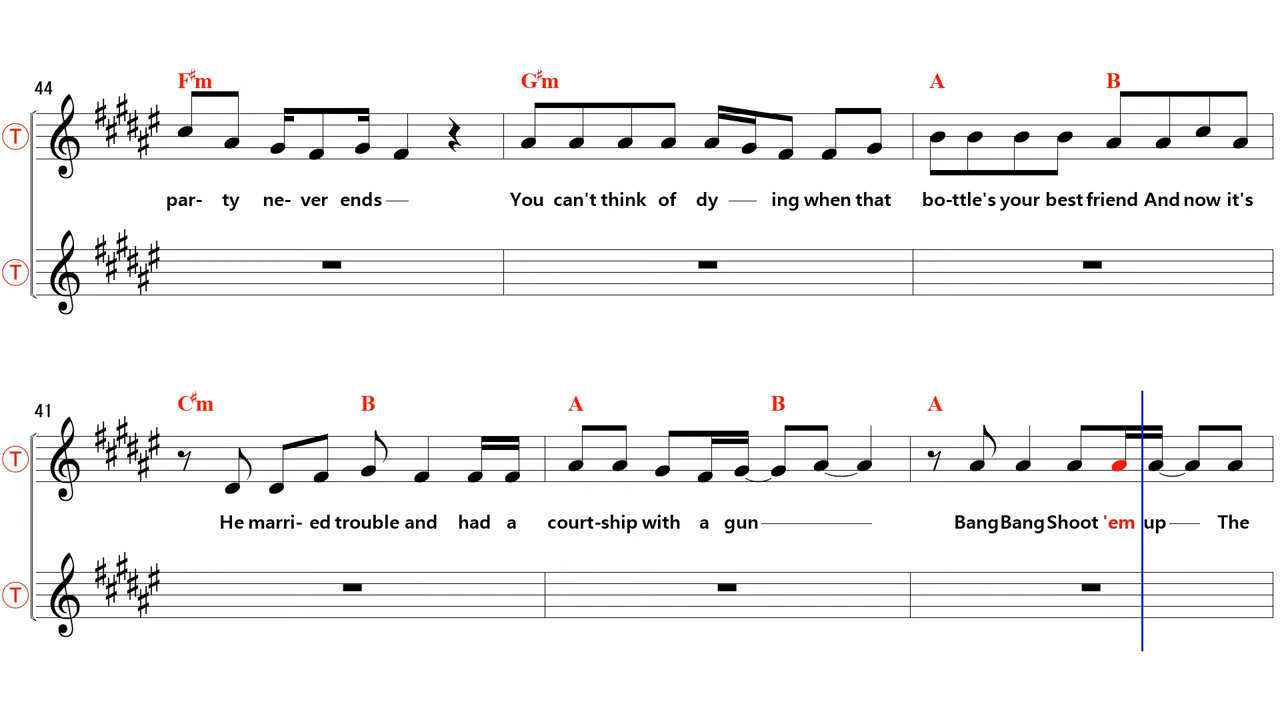 44 F♯m G♯m A B
T
par- ty ne- ver ends You can't think of dy ing when that bo-ttle's your best friend And now it's
T
41 C♯m B A B A
T
He marri- ed trouble and had a court-ship with a gun Bang Bang Shoot 'em up The
T